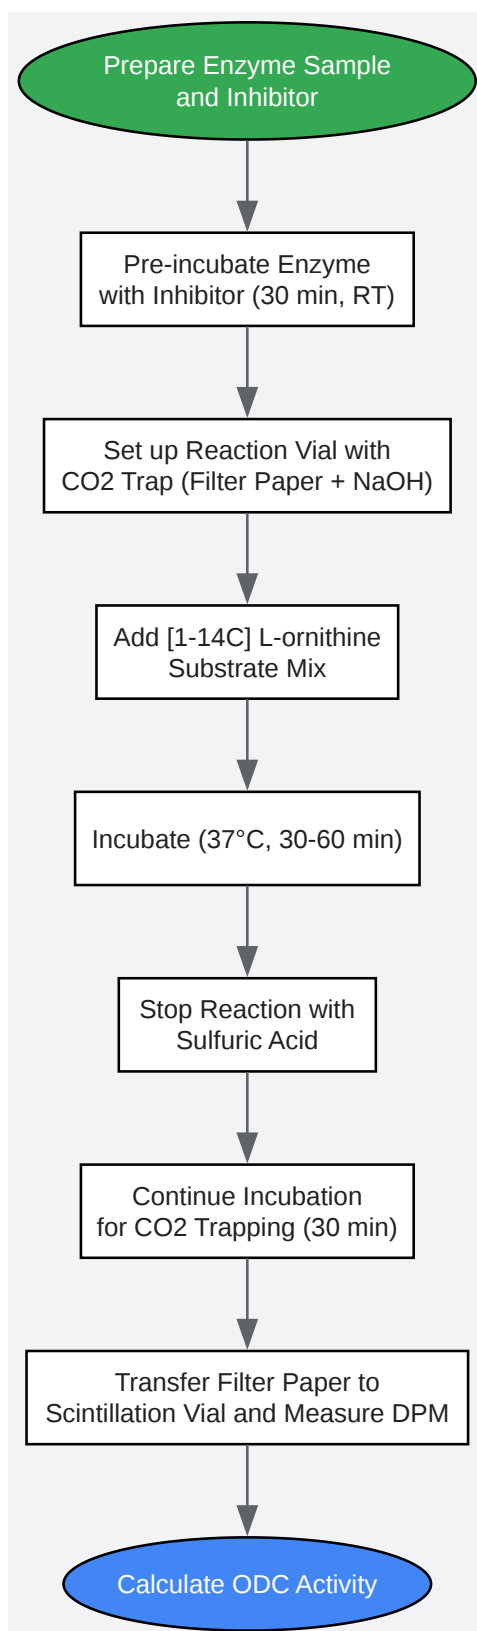 Prepare Enzyme Sample
and Inhibitor
Pre-incubate Enzyme
with Inhibitor (30 min, RT)
Set up Reaction Vial with
CO2 Trap (Filter Paper + NaOH)
Add [1-14C] L-ornithine
Substrate Mix
Incubate (37°C, 30-60 min)
Stop Reaction with
Sulfuric Acid
Continue Incubation
for CO2 Trapping (30 min)
Transfer Filter Paper to
Scintillation Vial and Measure DPM
Calculate ODC Activity